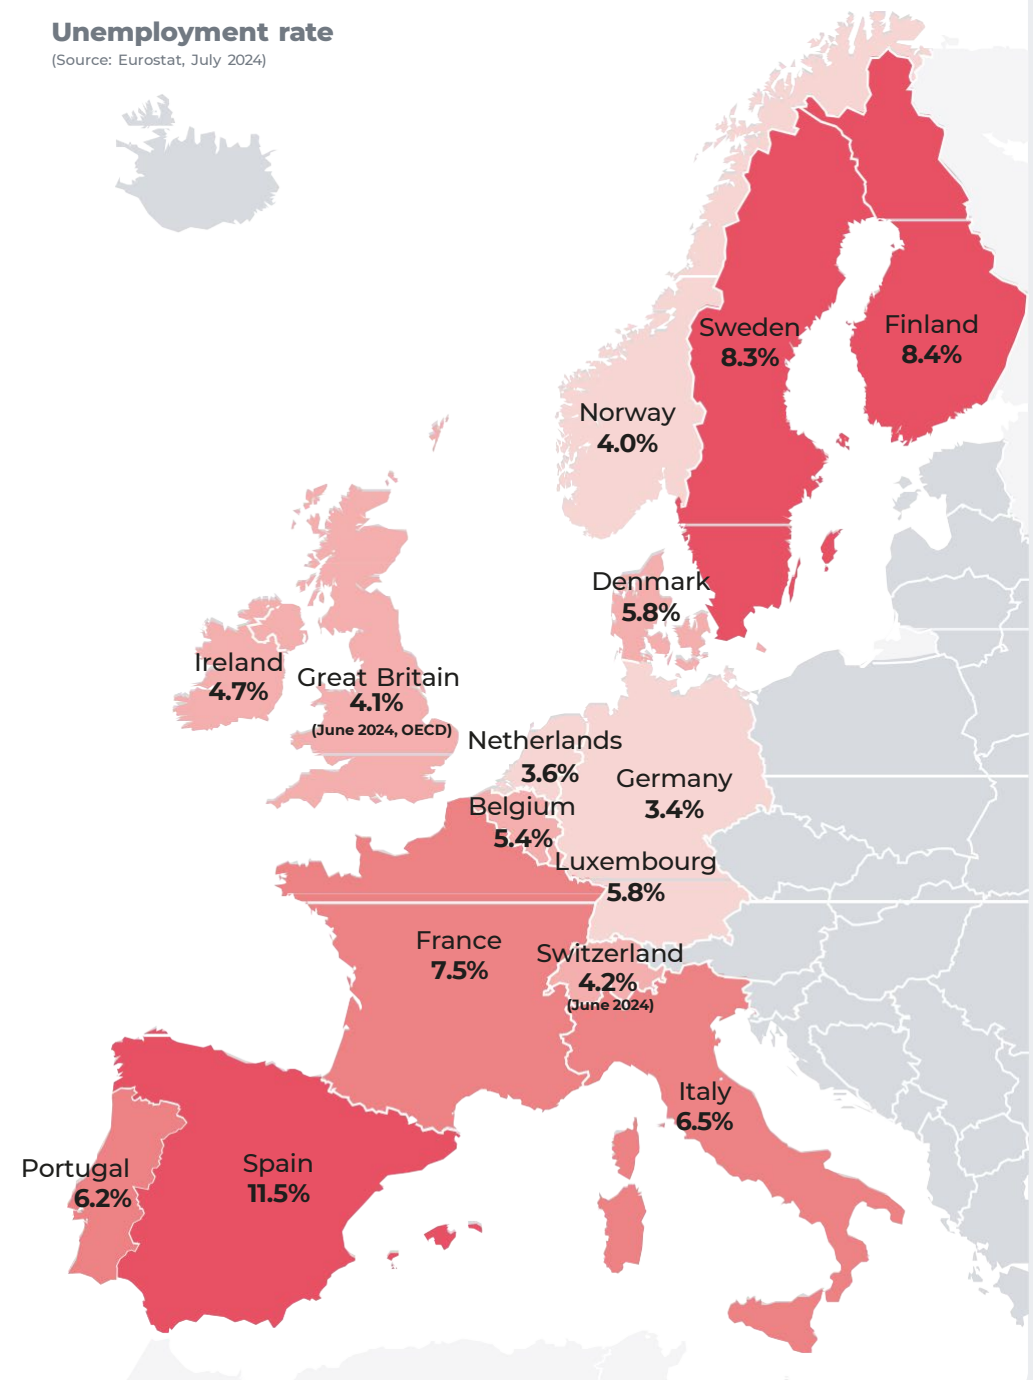 Unemployment rate
(Source: Eurostat, July 2024)
Sweden
8.3%
Finland
8.4%
Norway
4.0%
Denmark
5.8%
Ireland
4.7%
Great Britain
4.1%
(June 2024, OECD)
Netherlands
3.6%
Germany
3.4%
Belgium
5.4%
Luxembourg
5.8%
France
7.5%
Switzerland
4.2%
(June 2024)
Italy
6.5%
Portugal
6.2%
Spain
11.5%